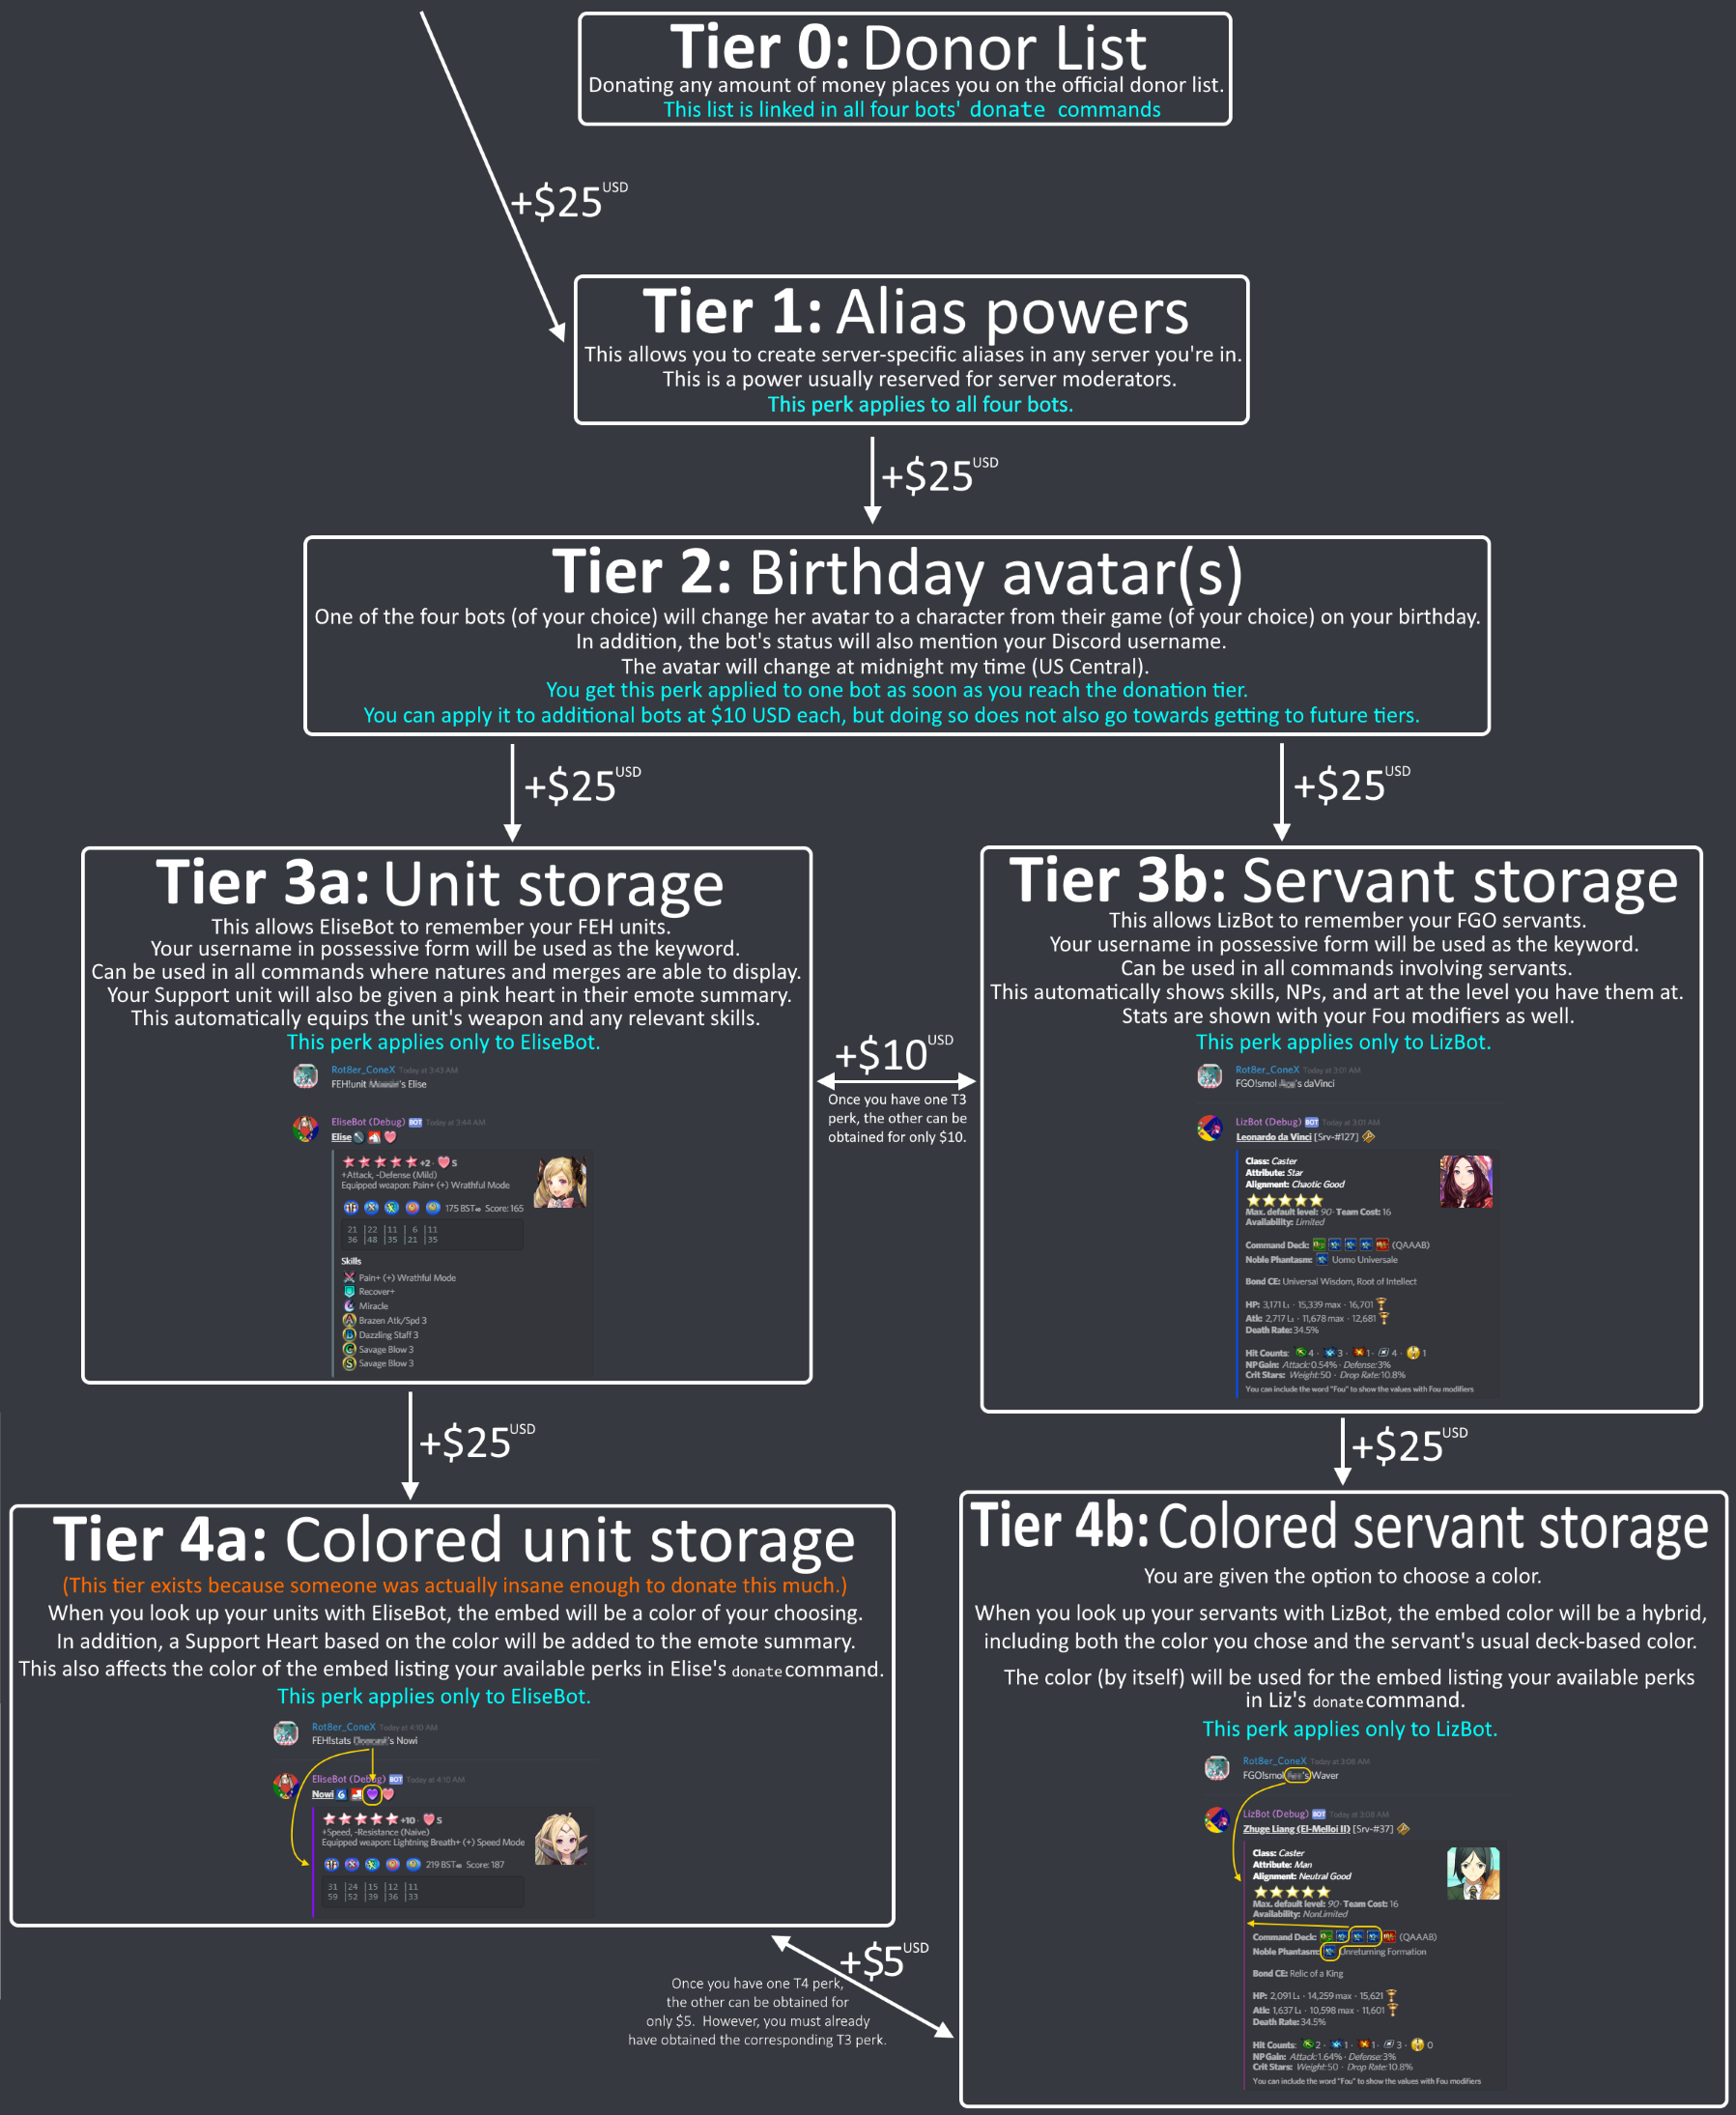 Tier 0: Donor List
Donating any amount of money places you on the official donor list.
This list is linked in all four bots' donate commands
+$25 USD
Tier 1: Alias powers
This allows you to create server-specific aliases in any server you're in.
This is a power usually reserved for server moderators.
This perk applies to all four bots.
+$25 USD
Tier 2: Birthday avatar(s)
One of the four bots (of your choice) will change her avatar to a character from their game (of your choice) on your birthday.
In addition, the bot's status will also mention your Discord username.
The avatar will change at midnight my time (US Central).
You get this perk applied to one bot as soon as you reach the donation tier.
You can apply it to additional bots at $10 USD each, but doing so does not also go towards getting to future tiers.
+$25 USD
+$25 USD
Tier 3a: Unit storage
This allows EliseBot to remember your FEH units.
Your username in possessive form will be used as the keyword.
Can be used in all commands where natures and merges are able to display.
Your Support unit will also be given a pink heart in their emote summary.
This automatically equips the unit's weapon and any relevant skills.
This perk applies only to EliseBot.
Rot8er_ConeX Today at 3:43 AM
FEH!unit 's Elise
EliseBot (Debug) BOT Today at 3:44 AM
Elise
+2 · S
+Attack, -Defense (Mild)
Equipped weapon: Pain+ (+) Wrathful Mode
175 BST∞ Score: 165
21 |22 |11 | 6 |11
36 |48 |35 |21 |35
Skills
Pain+ (+) Wrathful Mode
Recover+
Miracle
Brazen Atk/Spd 3
Dazzling Staff 3
Savage Blow 3
Savage Blow 3
+$10 USD
Once you have one T3
perk, the other can be
obtained for only $10.
Tier 3b: Servant storage
This allows LizBot to remember your FGO servants.
Your username in possessive form will be used as the keyword.
Can be used in all commands involving servants.
This automatically shows skills, NPs, and art at the level you have them at.
Stats are shown with your Fou modifiers as well.
This perk applies only to LizBot.
Rot8er_ConeX Today at 3:01 AM
FGO!smol 's daVinci
LizBot (Debug) BOT Today at 3:01 AM
Leonardo da Vinci [Srv-#127]
Class: Caster
Attribute: Star
Alignment: Chaotic Good
Max. default level: 90 · Team Cost: 16
Availability: Limited
Command Deck: (QAAAB)
Noble Phantasm: Uomo Universale
Bond CE: Universal Wisdom, Root of Intellect
HP: 3,171 L₁ · 15,339 max · 16,701
Atk: 2,717 L₁ · 11,678 max · 12,681
Death Rate: 34.5%
Hit Counts: 4 · 3 · 1 · 4 · 1
NP Gain: Attack: 0.54% · Defense: 3%
Crit Stars: Weight: 50 · Drop Rate: 10.8%
You can include the word "Fou" to show the values with Fou modifiers
+$25 USD
+$25 USD
Tier 4a: Colored unit storage
(This tier exists because someone was actually insane enough to donate this much.)
When you look up your units with EliseBot, the embed will be a color of your choosing.
In addition, a Support Heart based on the color will be added to the emote summary.
This also affects the color of the embed listing your available perks in Elise's donate command.
This perk applies only to EliseBot.
Rot8er_ConeX Today at 4:10 AM
FEH!stats 's Nowi
EliseBot (Debug) BOT Today at 4:10 AM
Nowi
+10 · S
+Speed, -Resistance (Naive)
Equipped weapon: Lightning Breath+ (+) Speed Mode
219 BST∞ Score: 187
31 |24 |15 |12 |11
59 |52 |39 |36 |33
+$5 USD
Once you have one T4 perk,
the other can be obtained for
only $5. However, you must already
have obtained the corresponding T3 perk.
Tier 4b: Colored servant storage
You are given the option to choose a color.
When you look up your servants with LizBot, the embed color will be a hybrid,
including both the color you chose and the servant's usual deck-based color.
The color (by itself) will be used for the embed listing your available perks
in Liz's donate command.
This perk applies only to LizBot.
Rot8er_ConeX Today at 3:08 AM
FGO!smol 's Waver
LizBot (Debug) BOT Today at 3:08 AM
Zhuge Liang (El-Melloi II) [Srv-#37]
Class: Caster
Attribute: Man
Alignment: Neutral Good
Max. default level: 90 · Team Cost: 16
Availability: NonLimited
Command Deck: (QAAAB)
Noble Phantasm: Unreturning Formation
Bond CE: Relic of a King
HP: 2,091 L₁ · 14,259 max · 15,621
Atk: 1,637 L₁ · 10,598 max · 11,601
Death Rate: 34.5%
Hit Counts: 2 · 1 · 1 · 3 · 0
NP Gain: Attack: 1.64% · Defense: 3%
Crit Stars: Weight: 50 · Drop Rate: 10.8%
You can include the word "Fou" to show the values with Fou modifiers